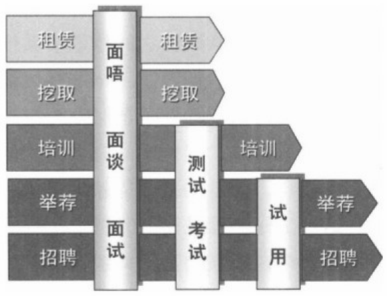 租赁 租赁
挖取 挖取
培训 培训
举荐 举荐
招聘 招聘
面唔 面谈 面试
测试 考试
试用